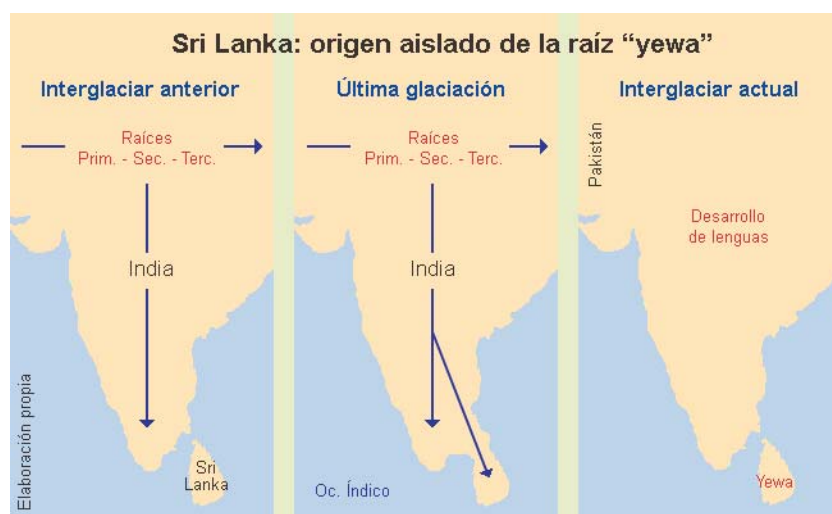 Sri Lanka: origen aislado de la raíz “yewa”
Interglaciar anterior
Raíces
Prim. - Sec. - Terc.
India
Sri
Lanka
Elaboración propia
Última glaciación
Raíces
Prim. - Sec. - Terc.
India
Oc. Índico
Interglaciar actual
Pakistán
Desarrollo
de lenguas
Yewa